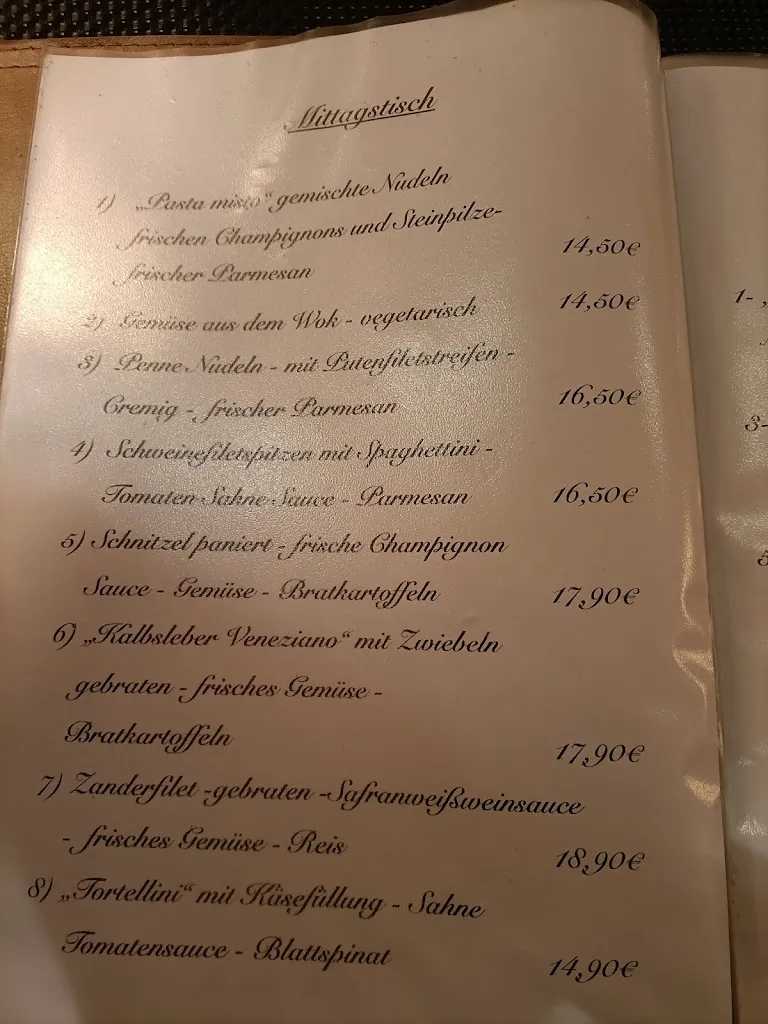 Mittagstisch
1) „Pasta misto“ gemischte Nudeln
frischen Champignons und Steinpilze-
frischer Parmesan 14,50€
2) Gemüse aus dem Wok - vegetarisch 14,50€
3) Penne Nudeln - mit Putenfiletstreifen -
Cremig - frischer Parmesan 16,50€
4) Schweinefiletspitzen mit Spaghettini -
Tomaten Sahne Sauce - Parmesan 16,50€
5) Schnitzel paniert - frische Champignon
Sauce - Gemüse - Bratkartoffeln 17,90€
6) „Kalbsleber Veneziano“ mit Zwiebeln
gebraten - frisches Gemüse -
Bratkartoffeln 17,90€
7) Zanderfilet -gebraten -Safranweißweinsauce
- frisches Gemüse - Reis 18,90€
8) „Tortellini“ mit Käsefüllung - Sahne
Tomatensauce - Blattspinat 14,90€
1- „
3-